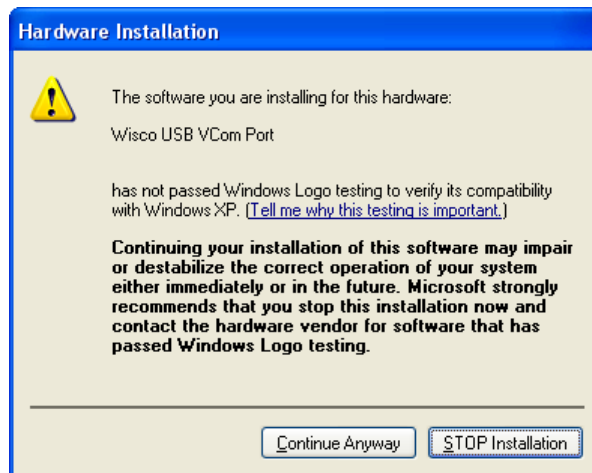 Hardware Installation
The software you are installing for this hardware:
Wisco USB VCom Port
has not passed Windows Logo testing to verify its compatibility
with Windows XP. (Tell me why this testing is important.)
Continuing your installation of this software may impair
or destabilize the correct operation of your system
either immediately or in the future. Microsoft strongly
recommends that you stop this installation now and
contact the hardware vendor for software that has
passed Windows Logo testing.
Continue Anyway
STOP Installation